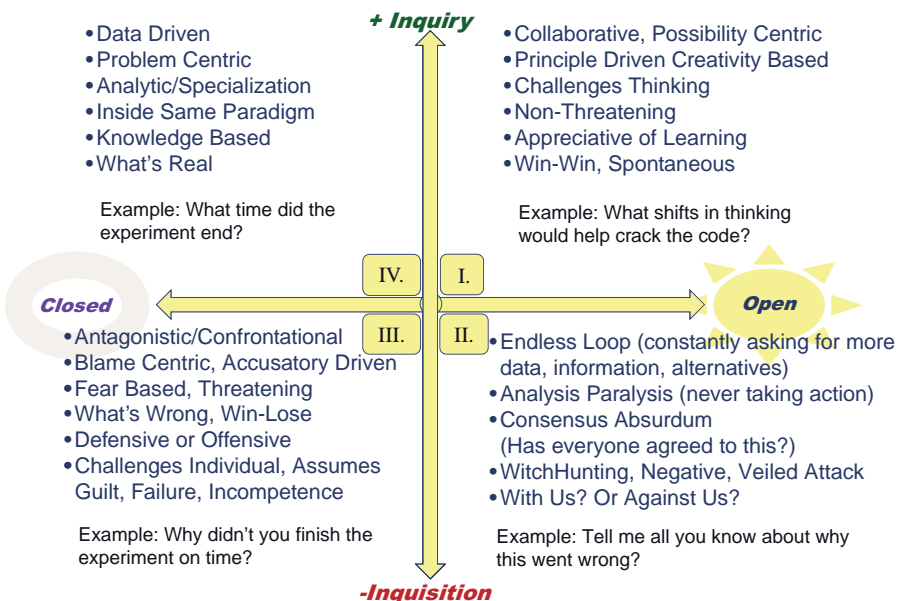 + Inquiry
•Data Driven
•Problem Centric
•Analytic/Specialization
•Inside Same Paradigm
•Knowledge Based
•What's Real
Example: What time did the
experiment end?
•Collaborative, Possibility Centric
•Principle Driven Creativity Based
•Challenges Thinking
•Non-Threatening
•Appreciative of Learning
•Win-Win, Spontaneous
Example: What shifts in thinking
would help crack the code?
IV.
I.
Closed
Open
III.
II.
•Antagonistic/Confrontational
•Blame Centric, Accusatory Driven
•Fear Based, Threatening
•What's Wrong, Win-Lose
•Defensive or Offensive
•Challenges Individual, Assumes
Guilt, Failure, Incompetence
Example: Why didn't you finish the
experiment on time?
•Endless Loop (constantly asking for more
data, information, alternatives)
•Analysis Paralysis (never taking action)
•Consensus Absurdum
(Has everyone agreed to this?)
•WitchHunting, Negative, Veiled Attack
•With Us? Or Against Us?
Example: Tell me all you know about why
this went wrong?
-Inquisition